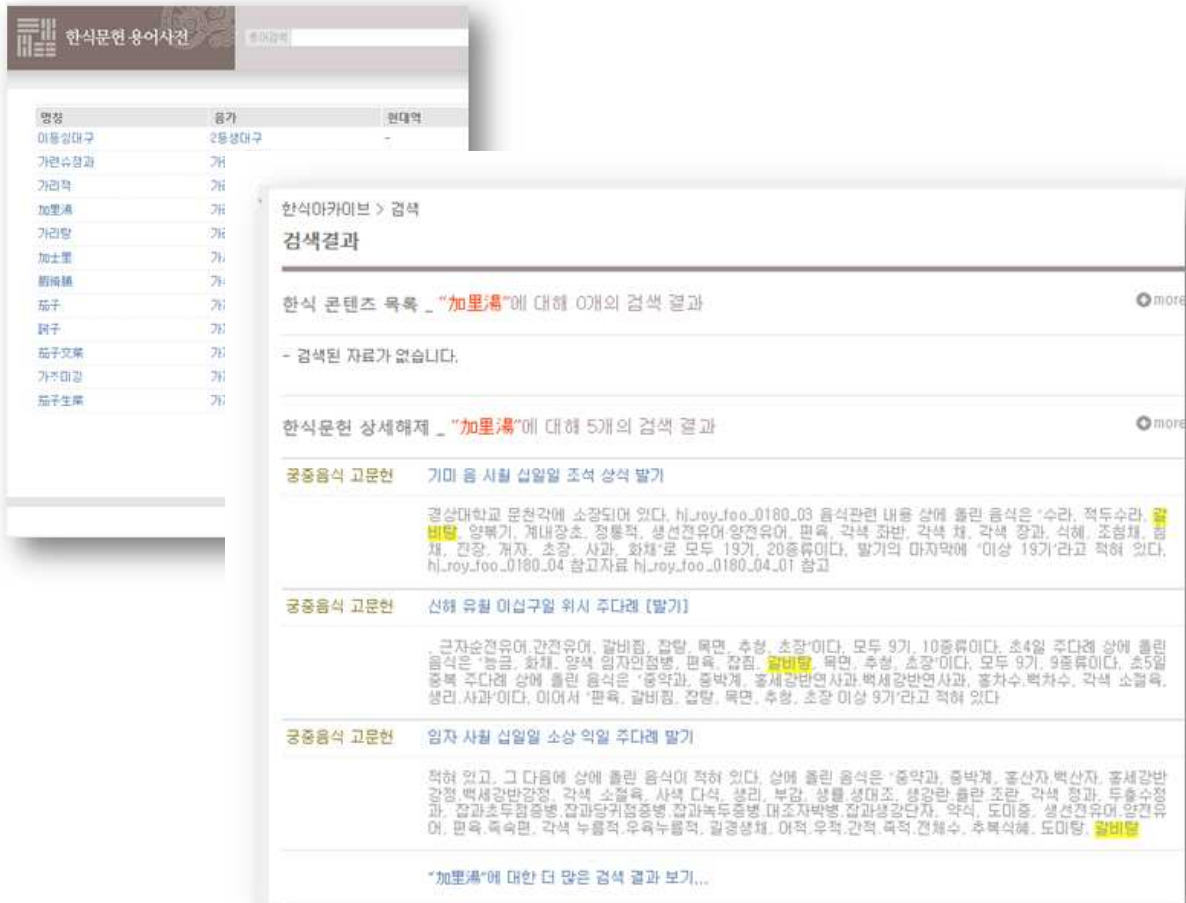 한식문헌 용어사전
용어검색
명칭 음가 현대역
이등싱대구 2등생대구 -
가련슈졍과
가리적
加里湯
가리탕
加士里
茄子
訶子
茄子文葉
가즈미깅
茄子生菜
한식아카이브 > 검색
검색결과
한식 콘텐츠 목록 _ "加里湯"에 대해 0개의 검색 결과 more
- 검색된 자료가 없습니다.
한식문헌 상세해제 _ "加里湯"에 대해 5개의 검색 결과 more
궁중음식 고문헌 기미 음 사월 십일일 조석 상식 발기
경상대학교 문천각에 소장되어 있다. hj_roy_foo_0180_03 음식관련 내용 상에 올린 음식은 '수라, 적두수라, 갈
비탕, 양볶기, 계내장초, 정통적, 생선전유어·양전유어, 편육, 각색 좌반, 각색 채, 각색 장과, 식혜, 조침채, 침
채, 진장, 개자, 초장, 사과, 화채'로 모두 19기, 20종류이다. 발기의 마지막에 '이상 19기'라고 적혀 있다.
hj_roy_foo_0180_04 참고자료 hj_roy_foo_0180_04_01 참고
궁중음식 고문헌 신해 유월 이십구일 위시 주다례 [발기]
. 근자순전유어.간전유어, 갈비찜, 잡탕, 목면, 추청, 초장'이다. 모두 9기, 10종류이다. 초4일 주다례 상에 올린
음식은 '능금, 화채, 양색 임자인점병, 편육, 잡찜, 갈비탕, 목면, 추청, 초장'이다. 모두 9기, 9종류이다. 초5일
중복 주다례 상에 올린 음식은 '중약과, 중박계, 홍세강반연사과.백세강반연사과, 홍차수.백차수, 각색 소절육,
생리.사과'이다. 이어서 '편육, 갈비찜, 잡탕, 목면, 추청, 초장 이상 9기'라고 적혀 있다
궁중음식 고문헌 임자 사월 십일일 소상 익일 주다례 발기
적혀 있고, 그 다음에 상에 올린 음식이 적혀 있다. 상에 올린 음식은 '중약과, 중박계, 홍산자.백산자, 홍세강반
강정.백세강반강정, 각색 소절육, 사색 다식, 생리, 부감, 생률.생대조, 생강란.율란.조란, 각색 정과, 두충수정
과, 잡과초두점증병.잡과당귀점증병.잡과녹두증병.대조자박병.잡과생강단자, 약식, 도미증, 생선전유어.양전유
어, 편육.족숙편, 각색 누름적.우육누름적, 길경생채, 어적.우적.간적.족적.전체수, 추복식혜, 도미탕, 갈비탕
"加里湯"에 대한 더 많은 검색 결과 보기...